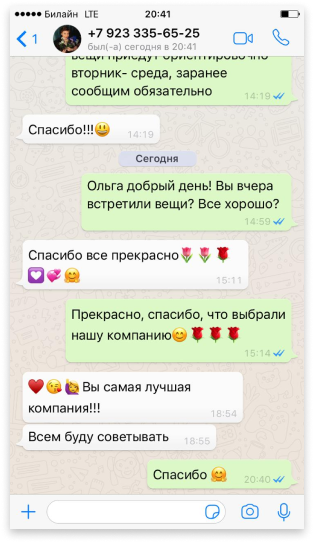 Билайн LTE 20:41
1 +7 923 335-65-25
был(-а) сегодня в 20:41
вещи приедут ориентировочно
вторник- среда, заранее
сообщим обязательно
14:19
Спасибо!!!😃
14:19
Сегодня
Ольга добрый день! Вы вчера
встретили вещи? Все хорошо?
14:59
Спасибо все прекрасно🌷🌷🌹
💟💞🤗
15:11
Прекрасно, спасибо, что выбрали
нашу компанию😊🌹🌹🌹
15:14
♥️😘🙋Вы самая лучшая
компания!!!
18:54
Всем буду советывать
18:55
Спасибо 🤗
20:40